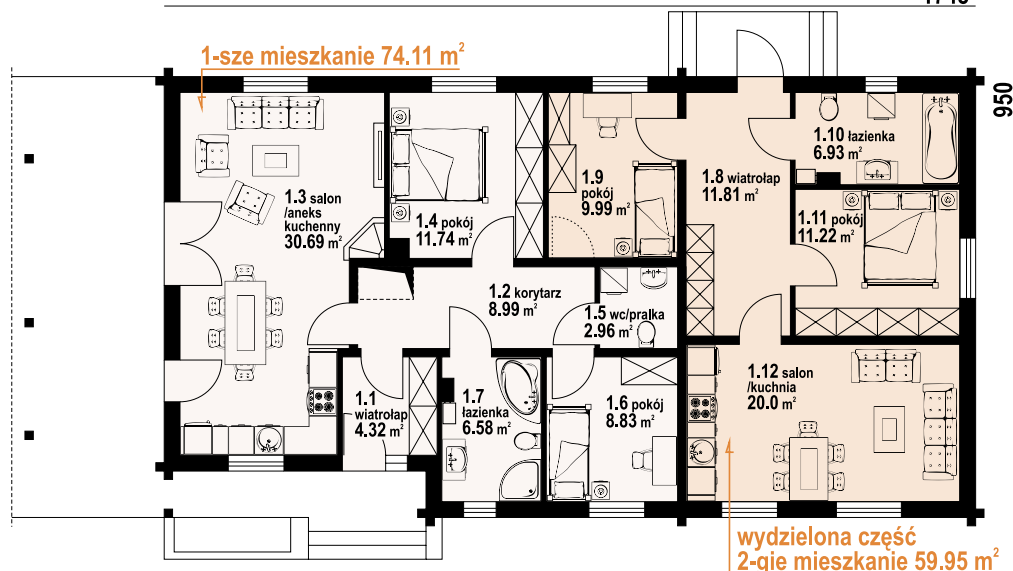 1-sze mieszkanie 74.11 m²
950
1.3 salon
/aneks
kuchenny
30.69 m²
1.4 pokój
11.74 m²
1.9
pokój
9.99 m²
1.8 wiatrołap
11.81 m²
1.10 łazienka
6.93 m²
1.11 pokój
11.22 m²
1.2 korytarz
8.99 m²
1.5 wc/pralka
2.96 m²
1.1
wiatrołap
4.32 m²
1.7
łazienka
6.58 m²
1.6 pokój
8.83 m²
1.12 salon
/kuchnia
20.0 m²
wydzielona część
2-gie mieszkanie 59.95 m²